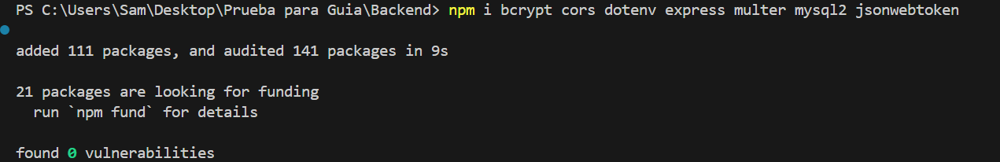 PS C:\Users\Sam\Desktop\Prueba para Guia\Backend> npm i bcrypt cors dotenv express multer mysql2 jsonwebtoken
added 111 packages, and audited 141 packages in 9s
21 packages are looking for funding
run `npm fund` for details
found 0 vulnerabilities